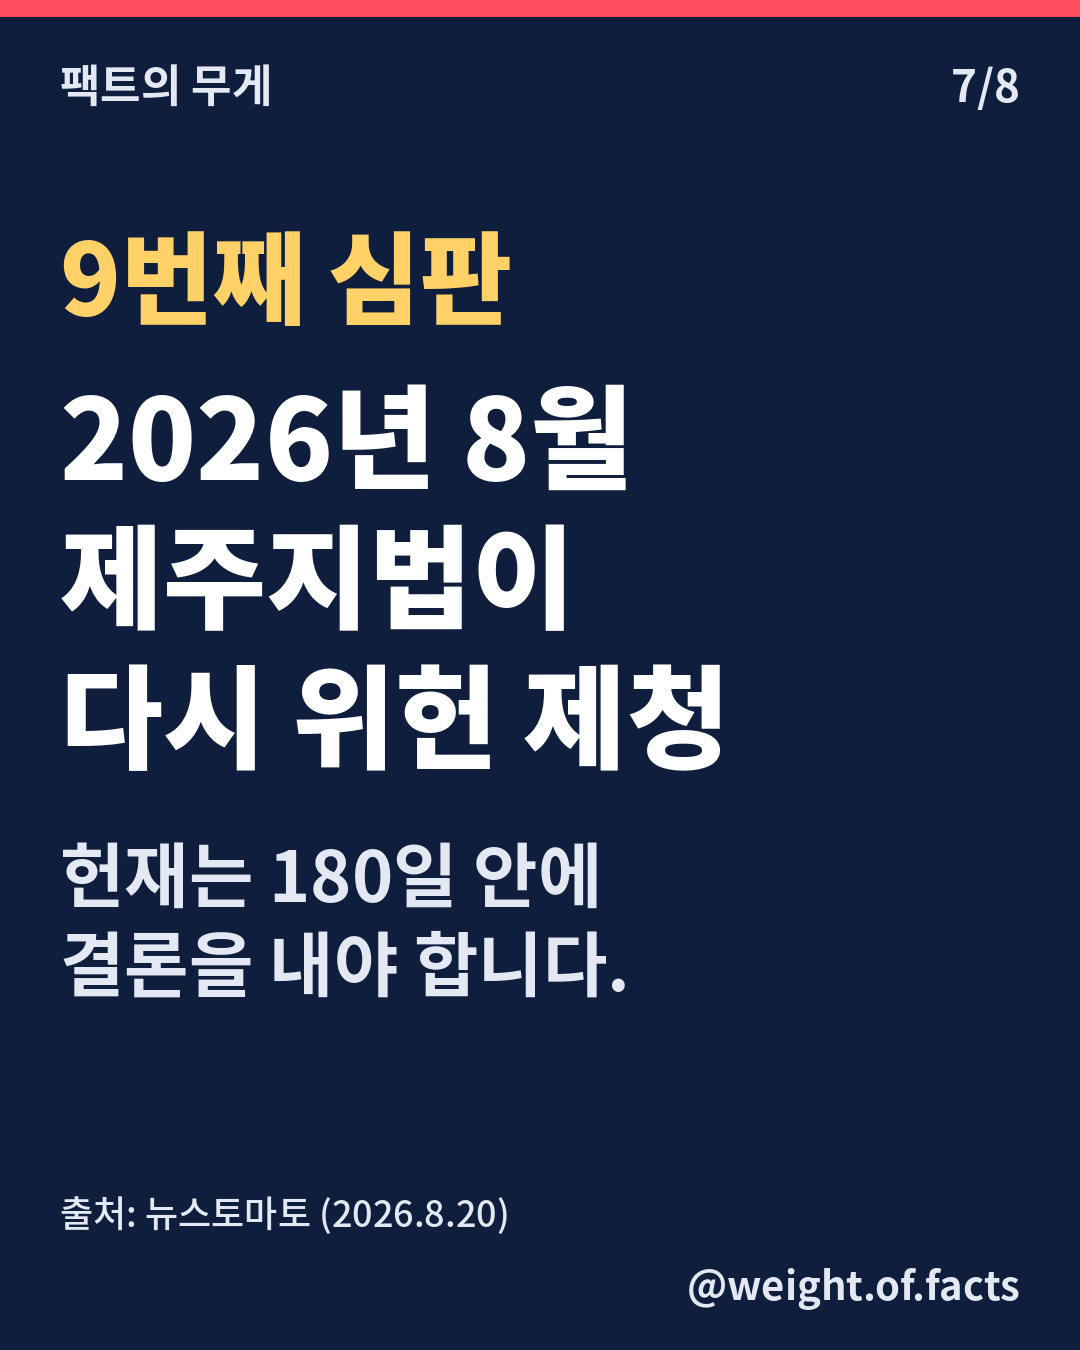 팩트의 무게
7/8
9번째 심판
2026년 8월
제주지법이
다시 위헌 제청
헌재는 180일 안에
결론을 내야 합니다.
출처: 뉴스토마토 (2026.8.20)
@weight.of.facts